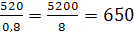 520/0,8 = 5200/8 = 650